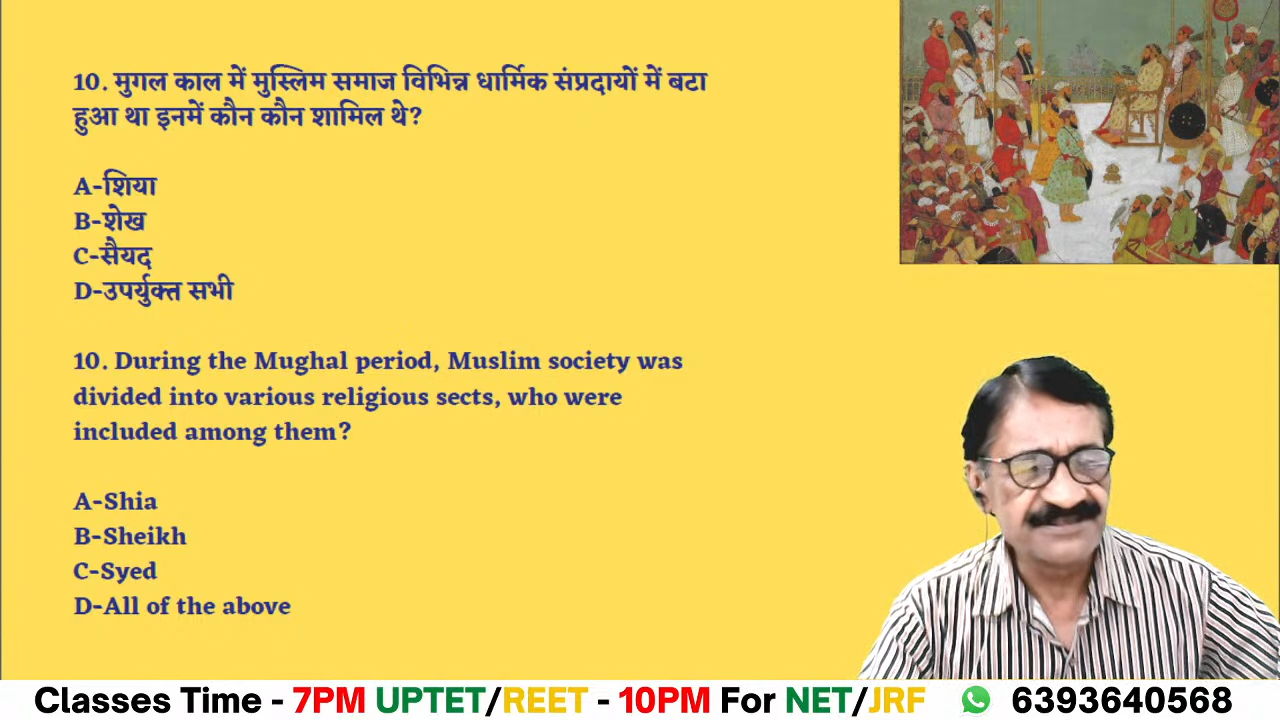 10. मुगल काल में मुस्लिम समाज विभिन्न धार्मिक संप्रदायों में बटा
हुआ था इनमें कौन कौन शामिल थे?
A-शिया
B-शेख
C-सैयद
D-उपर्युक्त सभी
10. During the Mughal period, Muslim society was
divided into various religious sects, who were
included among them?
A-Shia
B-Sheikh
C-Syed
D-All of the above
Classes Time - 7PM UPTET/REET - 10PM For NET/JRF 6393640568